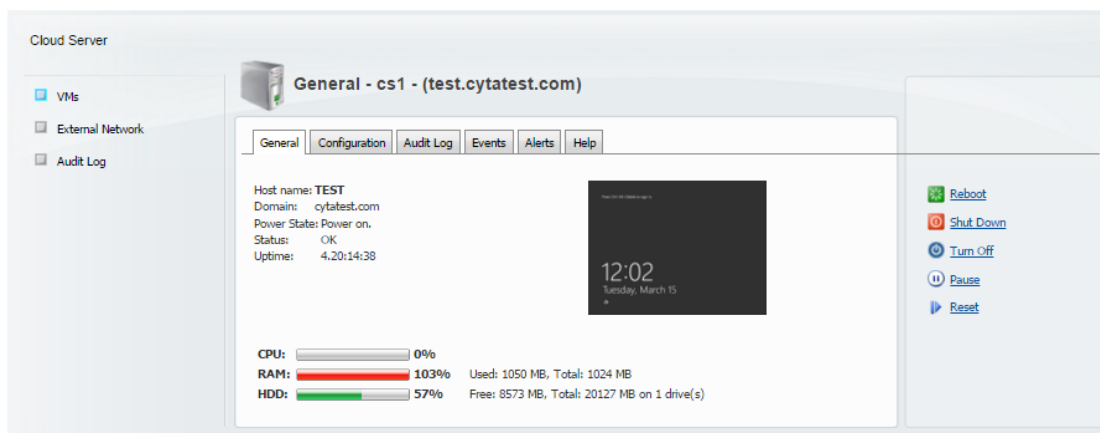 Cloud Server
VMs
External Network
Audit Log
General - cs1 - (test.cytatest.com)
General Configuration Audit Log Events Alerts Help
Host name: TEST
Domain: cytatest.com
Power State: Power on.
Status: OK
Uptime: 4.20:14:38
12:02
Tuesday, March 15
CPU: 0%
RAM: 103% Used: 1050 MB, Total: 1024 MB
HDD: 57% Free: 8573 MB, Total: 20127 MB on 1 drive(s)
Reboot
Shut Down
Turn Off
Pause
Reset